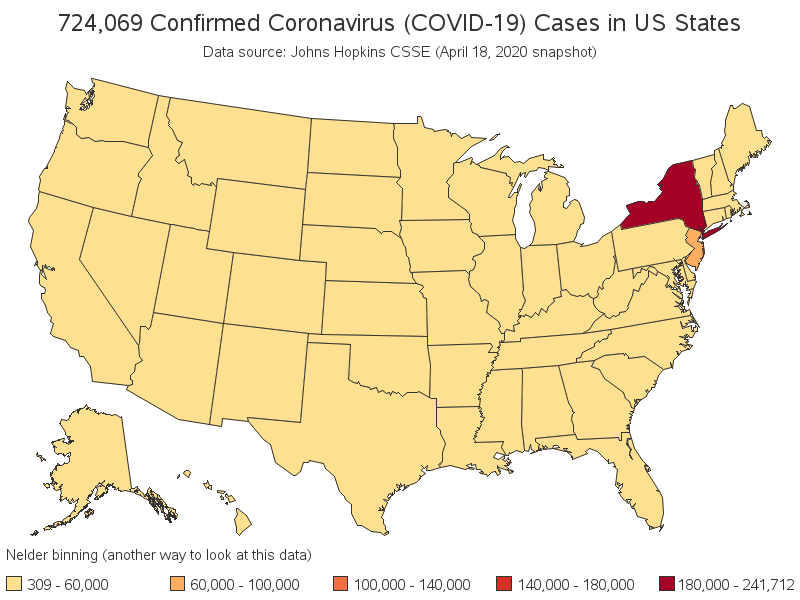 724,069 Confirmed Coronavirus (COVID-19) Cases in US States
Data source: Johns Hopkins CSSE (April 18, 2020 snapshot)
Nelder binning (another way to look at this data)
309 - 60,000 60,000 - 100,000 100,000 - 140,000 140,000 - 180,000 180,000 - 241,712